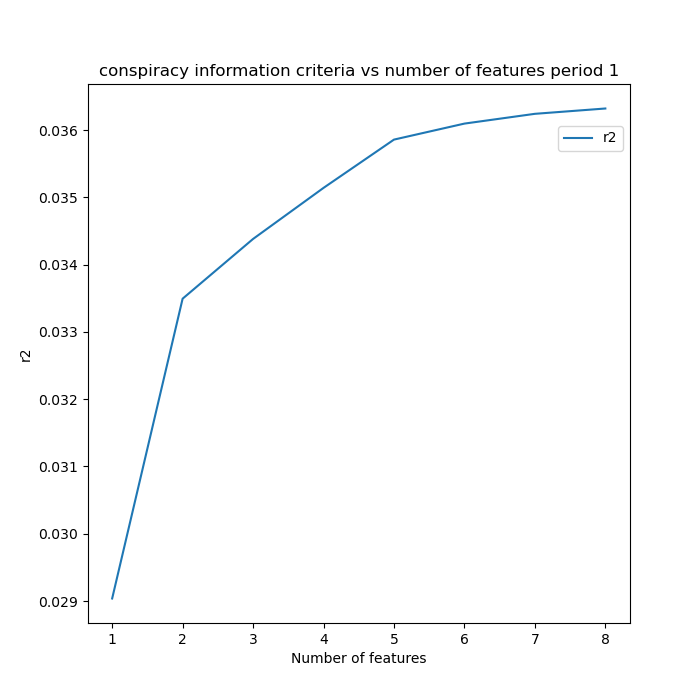 conspiracy information criteria vs number of features period 1
0.036
r2
0.035
0.034
0.033
r2
0.032
0.031
0.030
0.029
1 2 3 4 5 6 7 8
Number of features